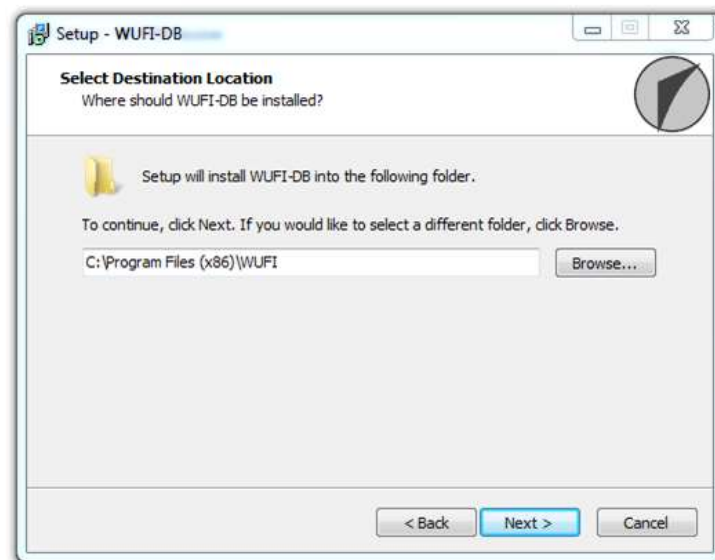 Setup - WUFI-DB
Select Destination Location
Where should WUFI-DB be installed?
Setup will install WUFI-DB into the following folder.
To continue, click Next. If you would like to select a different folder, click Browse.
C:\Program Files (x86)\WUFI
Browse...
< Back Next > Cancel